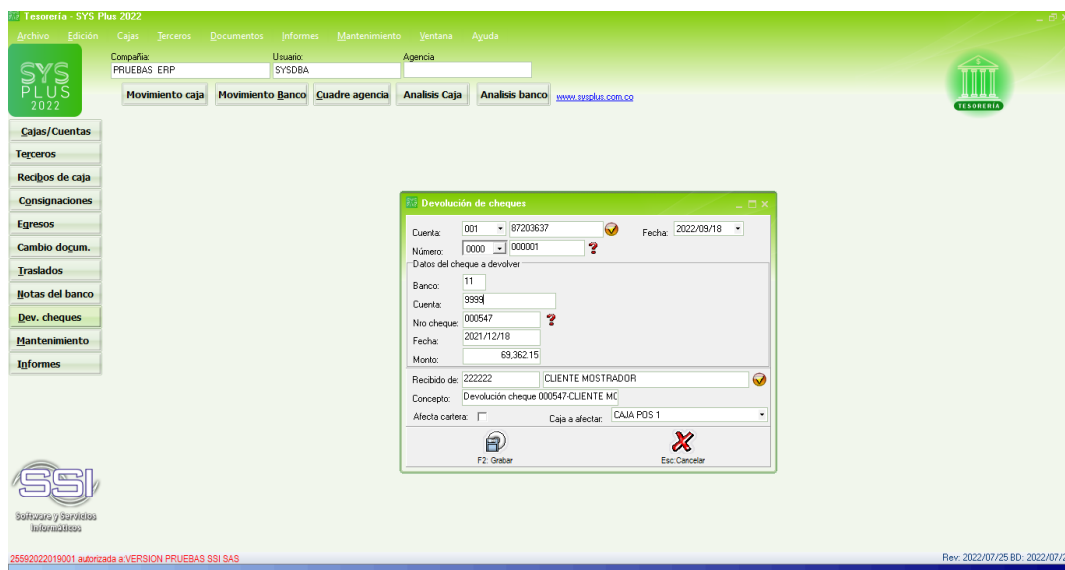 Tesorería - SYS Plus 2022
Archivo Edición Cajas Terceros Documentos Informes Mantenimiento Ventana Ayuda
Compañia: Usuario: Agencia
PRUEBAS ERP SYSDBA
SYS
PLUS
2022
Movimiento caja Movimiento Banco Cuadre agencia Analisis Caja Analisis banco www.sysplus.com.co
TESORERÍA
Cajas/Cuentas
Terceros
Recibos de caja
Consignaciones
Egresos
Cambio docum.
Traslados
Notas del banco
Dev. cheques
Mantenimiento
Informes
Devolución de cheques
Cuenta: 001 87203637 Fecha: 2022/09/18
Número: 0000 000001
Datos del cheque a devolver
Banco: 11
Cuenta: 9999
Nro cheque: 000547
Fecha: 2021/12/18
Monto: 69,362.15
Recibido de: 222222 CLIENTE MOSTRADOR
Concepto: Devolución cheque 000547-CLIENTE MO
Afecta cartera: Caja a afectar: CAJA POS 1
F2: Grabar Esc:Cancelar
SSI
Software y Servicios
Informáticos
25592022019001 autorizada a:VERSION PRUEBAS SSI SAS Rev: 2022/07/25 BD: 2022/07/2